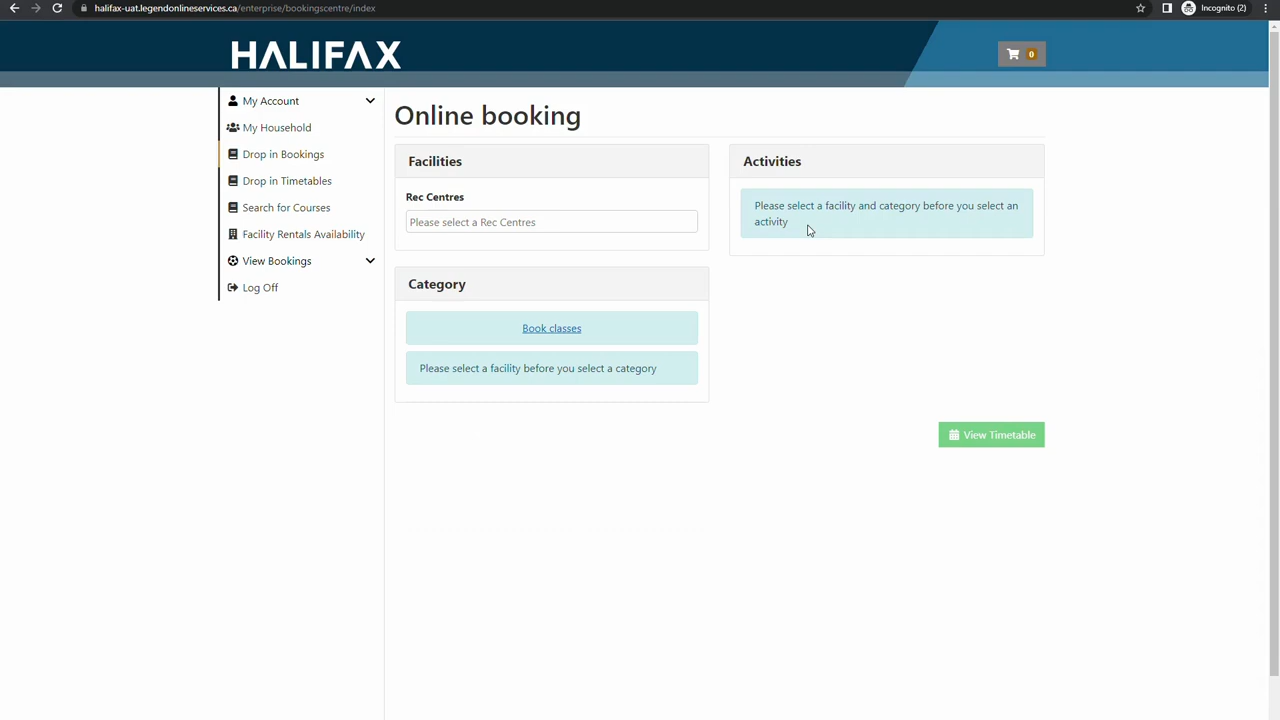 halifax-uat.legendonlineservices.ca/enterprise/bookingscentre/index
Incognito (2)
HALIFAX
0
My Account
My Household
Drop in Bookings
Drop in Timetables
Search for Courses
Facility Rentals Availability
View Bookings
Log Off
Online booking
Facilities
Rec Centres
Please select a Rec Centres
Category
Book classes
Please select a facility before you select a category
Activities
Please select a facility and category before you select an
activity
View Timetable